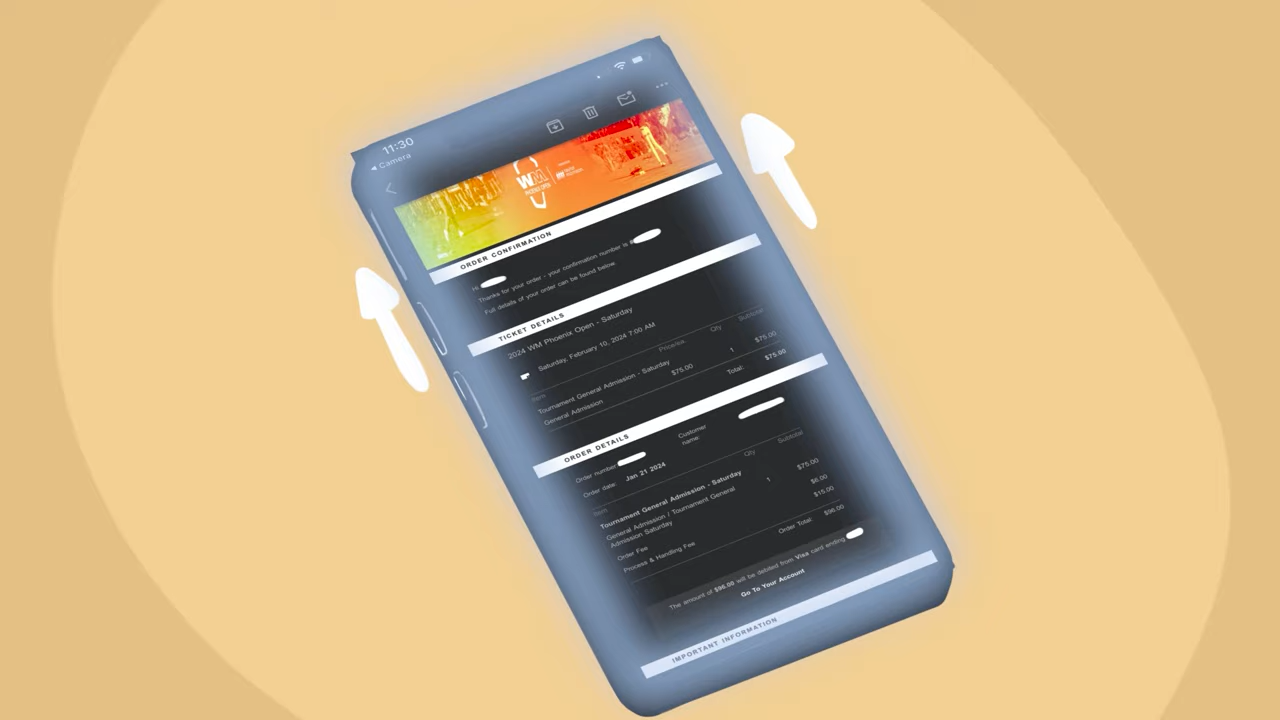 11:30
◀ Camera
WM
PHOENIX OPEN
ORDER CONFIRMATION
Hi
Thanks for your order - your confirmation number is #
Full details of your order can be found below.
TICKET DETAILS
2024 WM Phoenix Open - Saturday
Saturday, February 10, 2024 7:00 AM
Item Price/ea. Qty Subtotal
Tournament General Admission - Saturday $75.00 1 $75.00
General Admission
Total: $75.00
ORDER DETAILS
Order number: Customer name:
Order date: Jan 21 2024
Item Qty Subtotal
Tournament General Admission - Saturday 1 $75.00
General Admission / Tournament General
Admission Saturday
Order Fee $6.00
Process & Handling Fee $15.00
Order Total: $96.00
The amount of $96.00 will be debited from Visa card ending
Go To Your Account
IMPORTANT INFORMATION